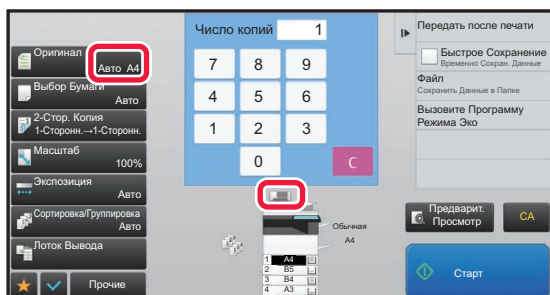 Число копий 1
Оригинал
Авто A4
Выбор Бумаги
Авто
2-Стор. Копия
1-Сторонн.→1-Сторонн.
Масштаб
100%
Экспозиция
Авто
Сортировка/Группировка
Авто
Лоток Вывода
Прочие
7 8 9
4 5 6
1 2 3
0 C
Обычная
A4
1 A4
2 B5
3 B4
4 A3
Передать после печати
Быстрое Сохранение
Временно Сохран. Данные
Файл
Сохранить Данные в Папке
Вызовите Программу
Режима Эко
Предварит.
Просмотр
CA
Старт